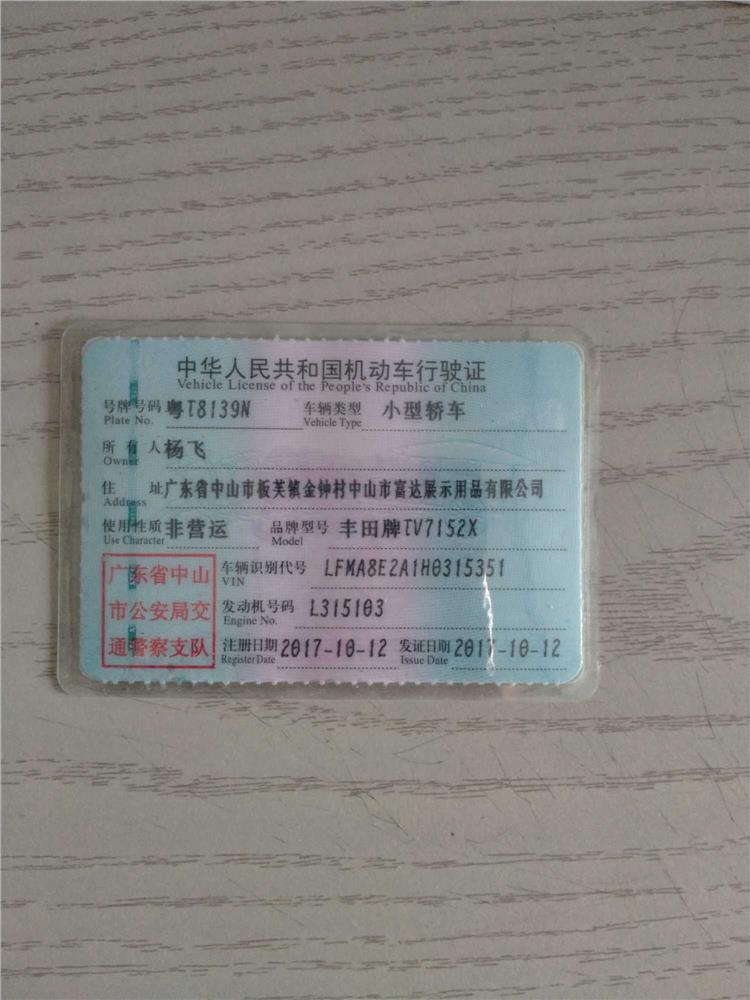 中华人民共和国机动车行驶证
Vehicle License of the People's Republic of China
号牌号码 粤T8139N 车辆类型 小型轿车
Plate No. Vehicle Type
所有人 杨飞
Owner
住址 广东省中山市板芙镇金钟村中山市富达展示用品有限公司
Address
使用性质 非营运 品牌型号 丰田牌TV7152X
Use Character Model
广东省中山
市公安局交
通警察支队
车辆识别代号 LFMA8E2A1H0315351
VIN
发动机号码 L315103
Engine No.
注册日期 2017-10-12 发证日期 2017-10-12
Register Date Issue Date